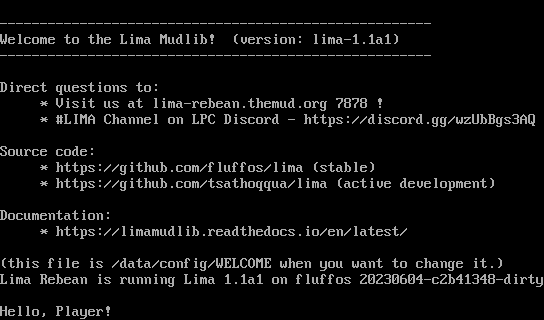 ------------------------------------------------------
Welcome to the Lima Mudlib!  (version: lima-1.1a1)
------------------------------------------------------
Direct questions to:
* Visit us at lima-rebean.themud.org 7878 !
* #LIMA Channel on LPC Discord - https://discord.gg/wzUbBgs3AQ
Source code:
* https://github.com/fluffos/lima (stable)
* https://github.com/tsathoqqua/lima (active development)
Documentation:
* https://limamudlib.readthedocs.io/en/latest/
(this file is /data/config/WELCOME when you want to change it.)
Lima Rebean is running Lima 1.1a1 on fluffos 20230604-c2b41348-dirty
Hello, Player!